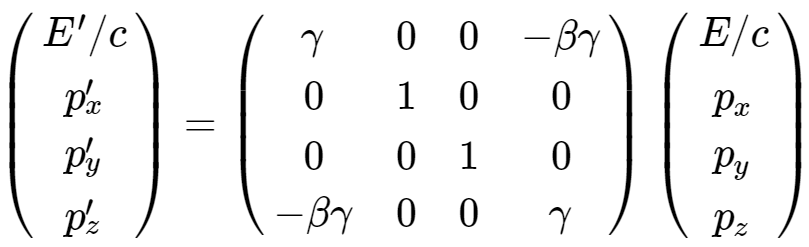 ( E′/c ) = ( γ 0 0 −βγ ) ( E/c )
( p′x ) ( 0 1 0 0 ) ( px )
( p′y ) ( 0 0 1 0 ) ( py )
( p′z ) ( −βγ 0 0 γ ) ( pz )